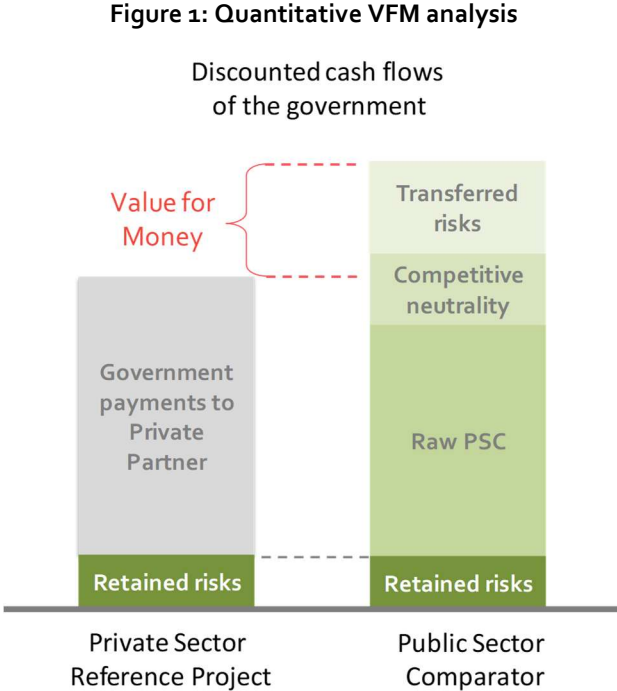 Figure 1: Quantitative VFM analysis
Discounted cash flows
of the government
Value for
Money
Transferred
risks
Competitive
neutrality
Government
payments to
Private
Partner
Raw PSC
Retained risks
Retained risks
Private Sector
Reference Project
Public Sector
Comparator